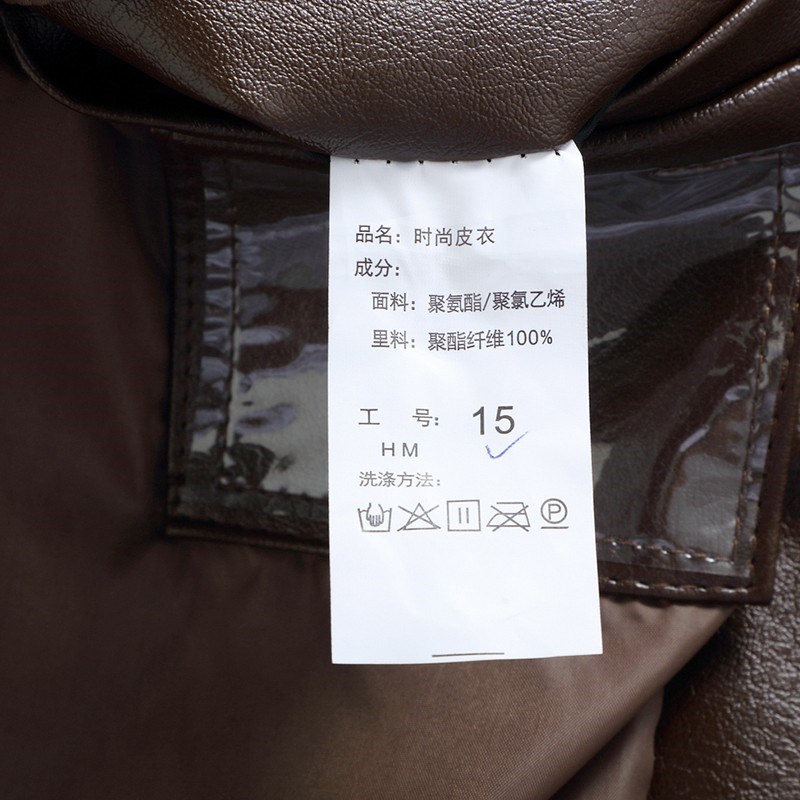 品名：时尚皮衣
成分：
面料：聚氨酯/聚氯乙烯
里料：聚酯纤维100%
工 号： 15
HM
洗涤方法：
P